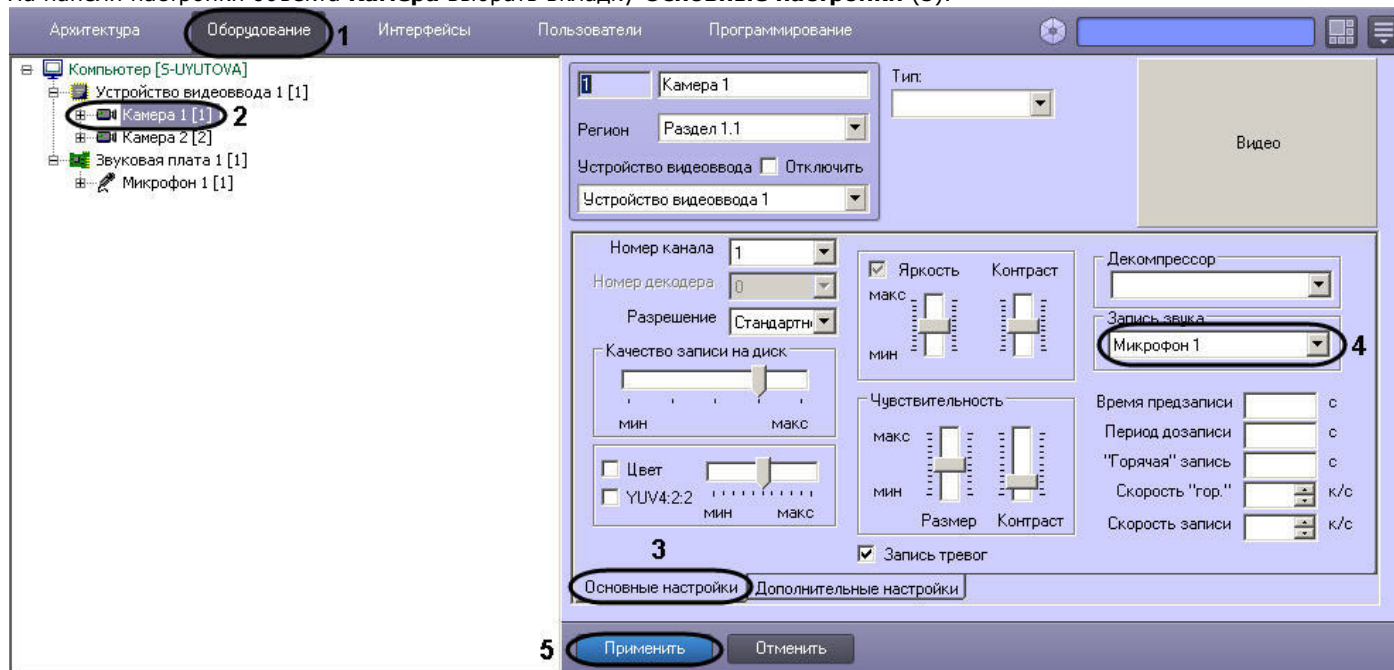 На панели настройки объекта Камера выбрать вкладку Основные настройки (3).
Архитектура Оборудование 1 Интерфейсы Пользователи Программирование
Компьютер [S-UYUTOVA]
Устройство видеоввода 1 [1]
Камера 1 [1] 2
Камера 2 [2]
Звуковая плата 1 [1]
Микрофон 1 [1]
1 Камера 1
Тип:
Регион Раздел 1.1
Устройство видеоввода Отключить
Устройство видеоввода 1
Видео
Номер канала 1
Номер декодера 0
Разрешение Стандартн
Качество записи на диск
мин макс
Цвет
YUV4:2:2
мин макс
Яркость Контраст
макс
мин
Чувствительность
макс
мин
Размер Контраст
Запись тревог
Декомпрессор
Запись звука
Микрофон 1 4
Время предзаписи с
Период дозаписи с
"Горячая" запись с
Скорость "гор." к/с
Скорость записи к/с
3
Основные настройки Дополнительные настройки
5 Применить Отменить